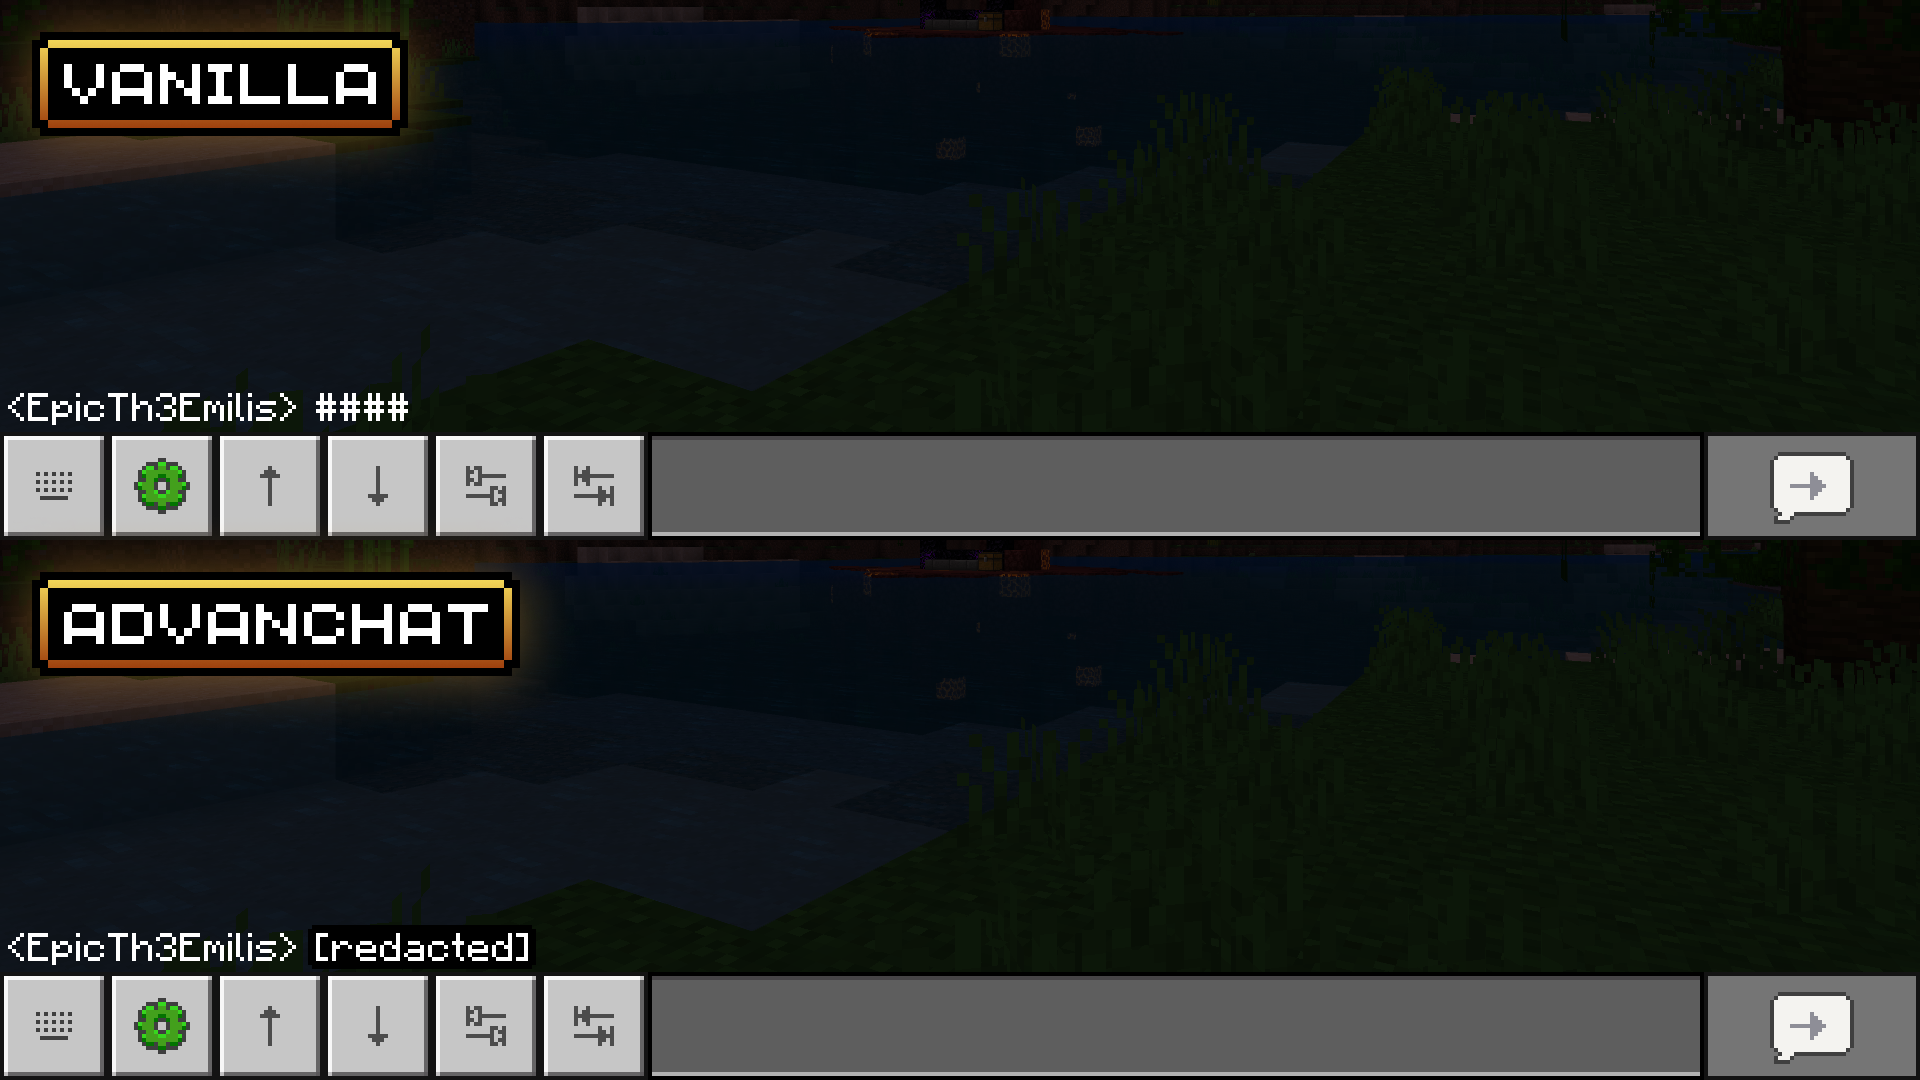 VANILLA
<EpicTh3Emilis> ####
ADVANCHAT
<EpicTh3Emilis> [redacted]